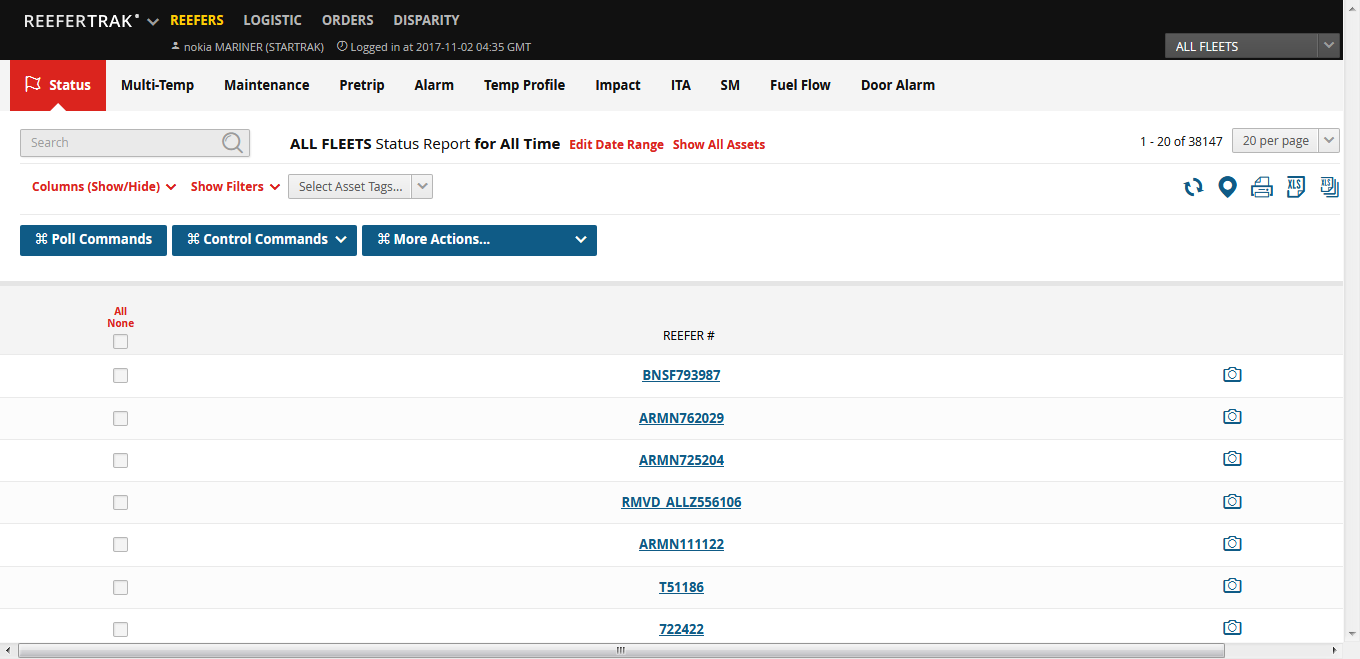 REEFERTRAK REEFERS LOGISTIC ORDERS DISPARITY
nokia MARINER (STARTRAK) Logged in at 2017-11-02 04:35 GMT
ALL FLEETS
Status Multi-Temp Maintenance Pretrip Alarm Temp Profile Impact ITA SM Fuel Flow Door Alarm
Search
ALL FLEETS Status Report for All Time Edit Date Range Show All Assets
1 - 20 of 38147 20 per page
Columns (Show/Hide) Show Filters Select Asset Tags...
XLS XLS
⌘ Poll Commands ⌘ Control Commands ⌘ More Actions...
All
None
REEFER #
BNSF793987
ARMN762029
ARMN725204
RMVD_ALLZ556106
ARMN111122
T51186
722422